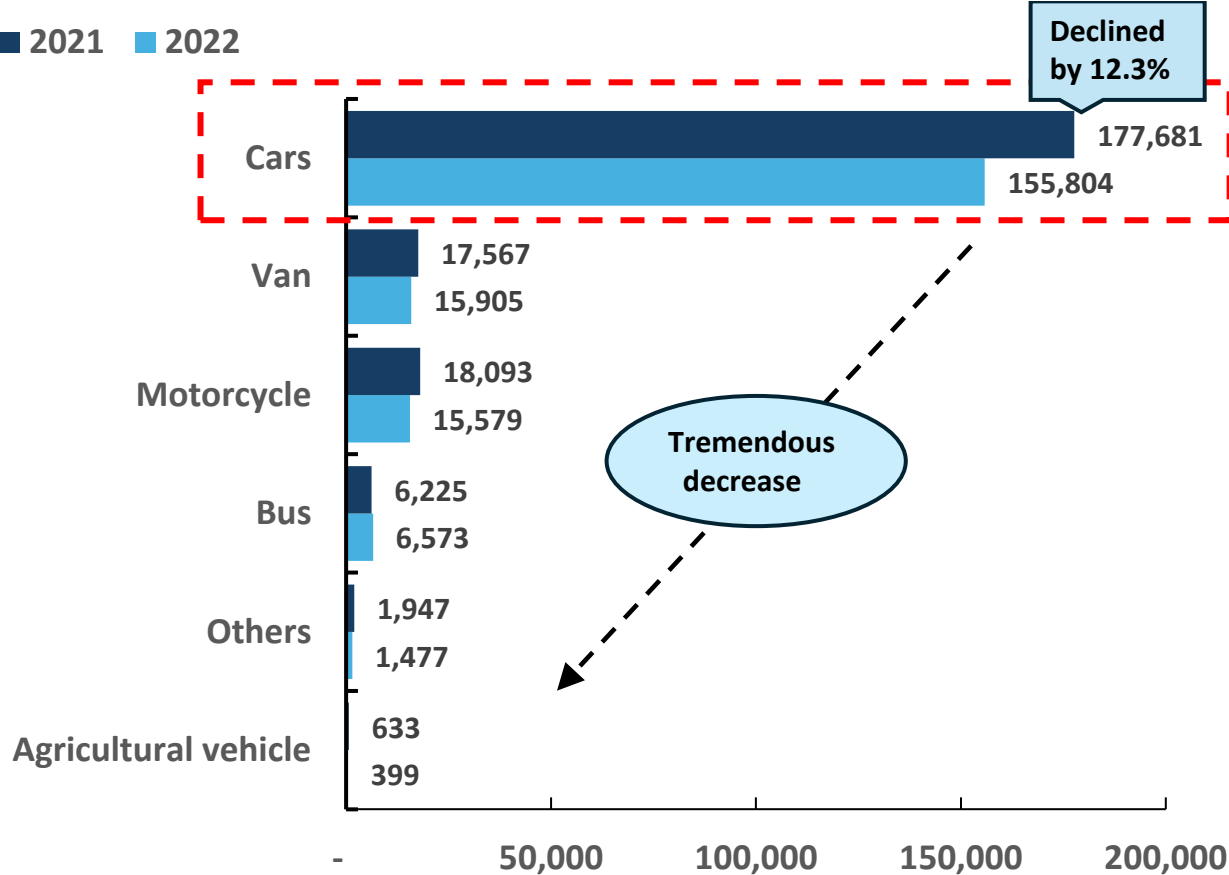 2021 2022
Declined
by 12.3%
Cars
177,681
155,804
Van
17,567
15,905
Motorcycle
18,093
15,579
Tremendous
decrease
Bus
6,225
6,573
Others
1,947
1,477
Agricultural vehicle
633
399
- 50,000 100,000 150,000 200,000